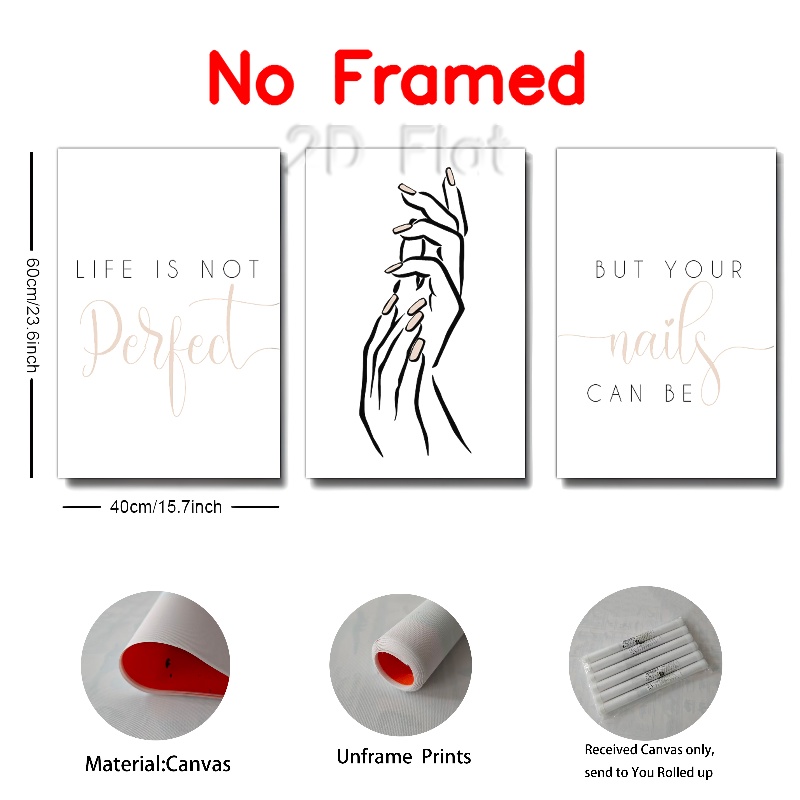 No Framed
2D Flat
LIFE IS NOT
Perfect
BUT YOUR
nails
CAN BE
60cm/23.6inch
40cm/15.7inch
Material:Canvas
Unframe Prints
Received Canvas only,
send to You Rolled up